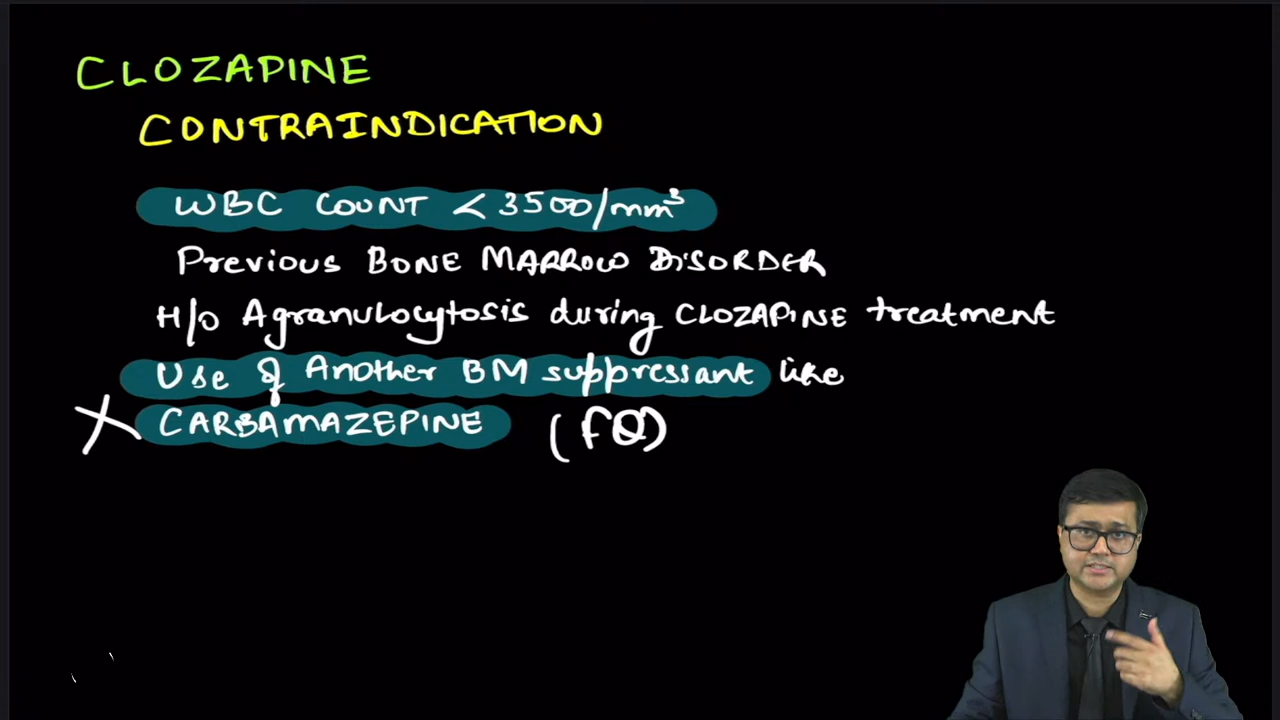 CLOZAPINE
CONTRAINDICATION
WBC COUNT < 3500/mm³
Previous BONE MARROW DISORDER
H/O Agranulocytosis during CLOZAPINE treatment
Use of Another BM suppressant like
X CARBAMAZEPINE (fQ)